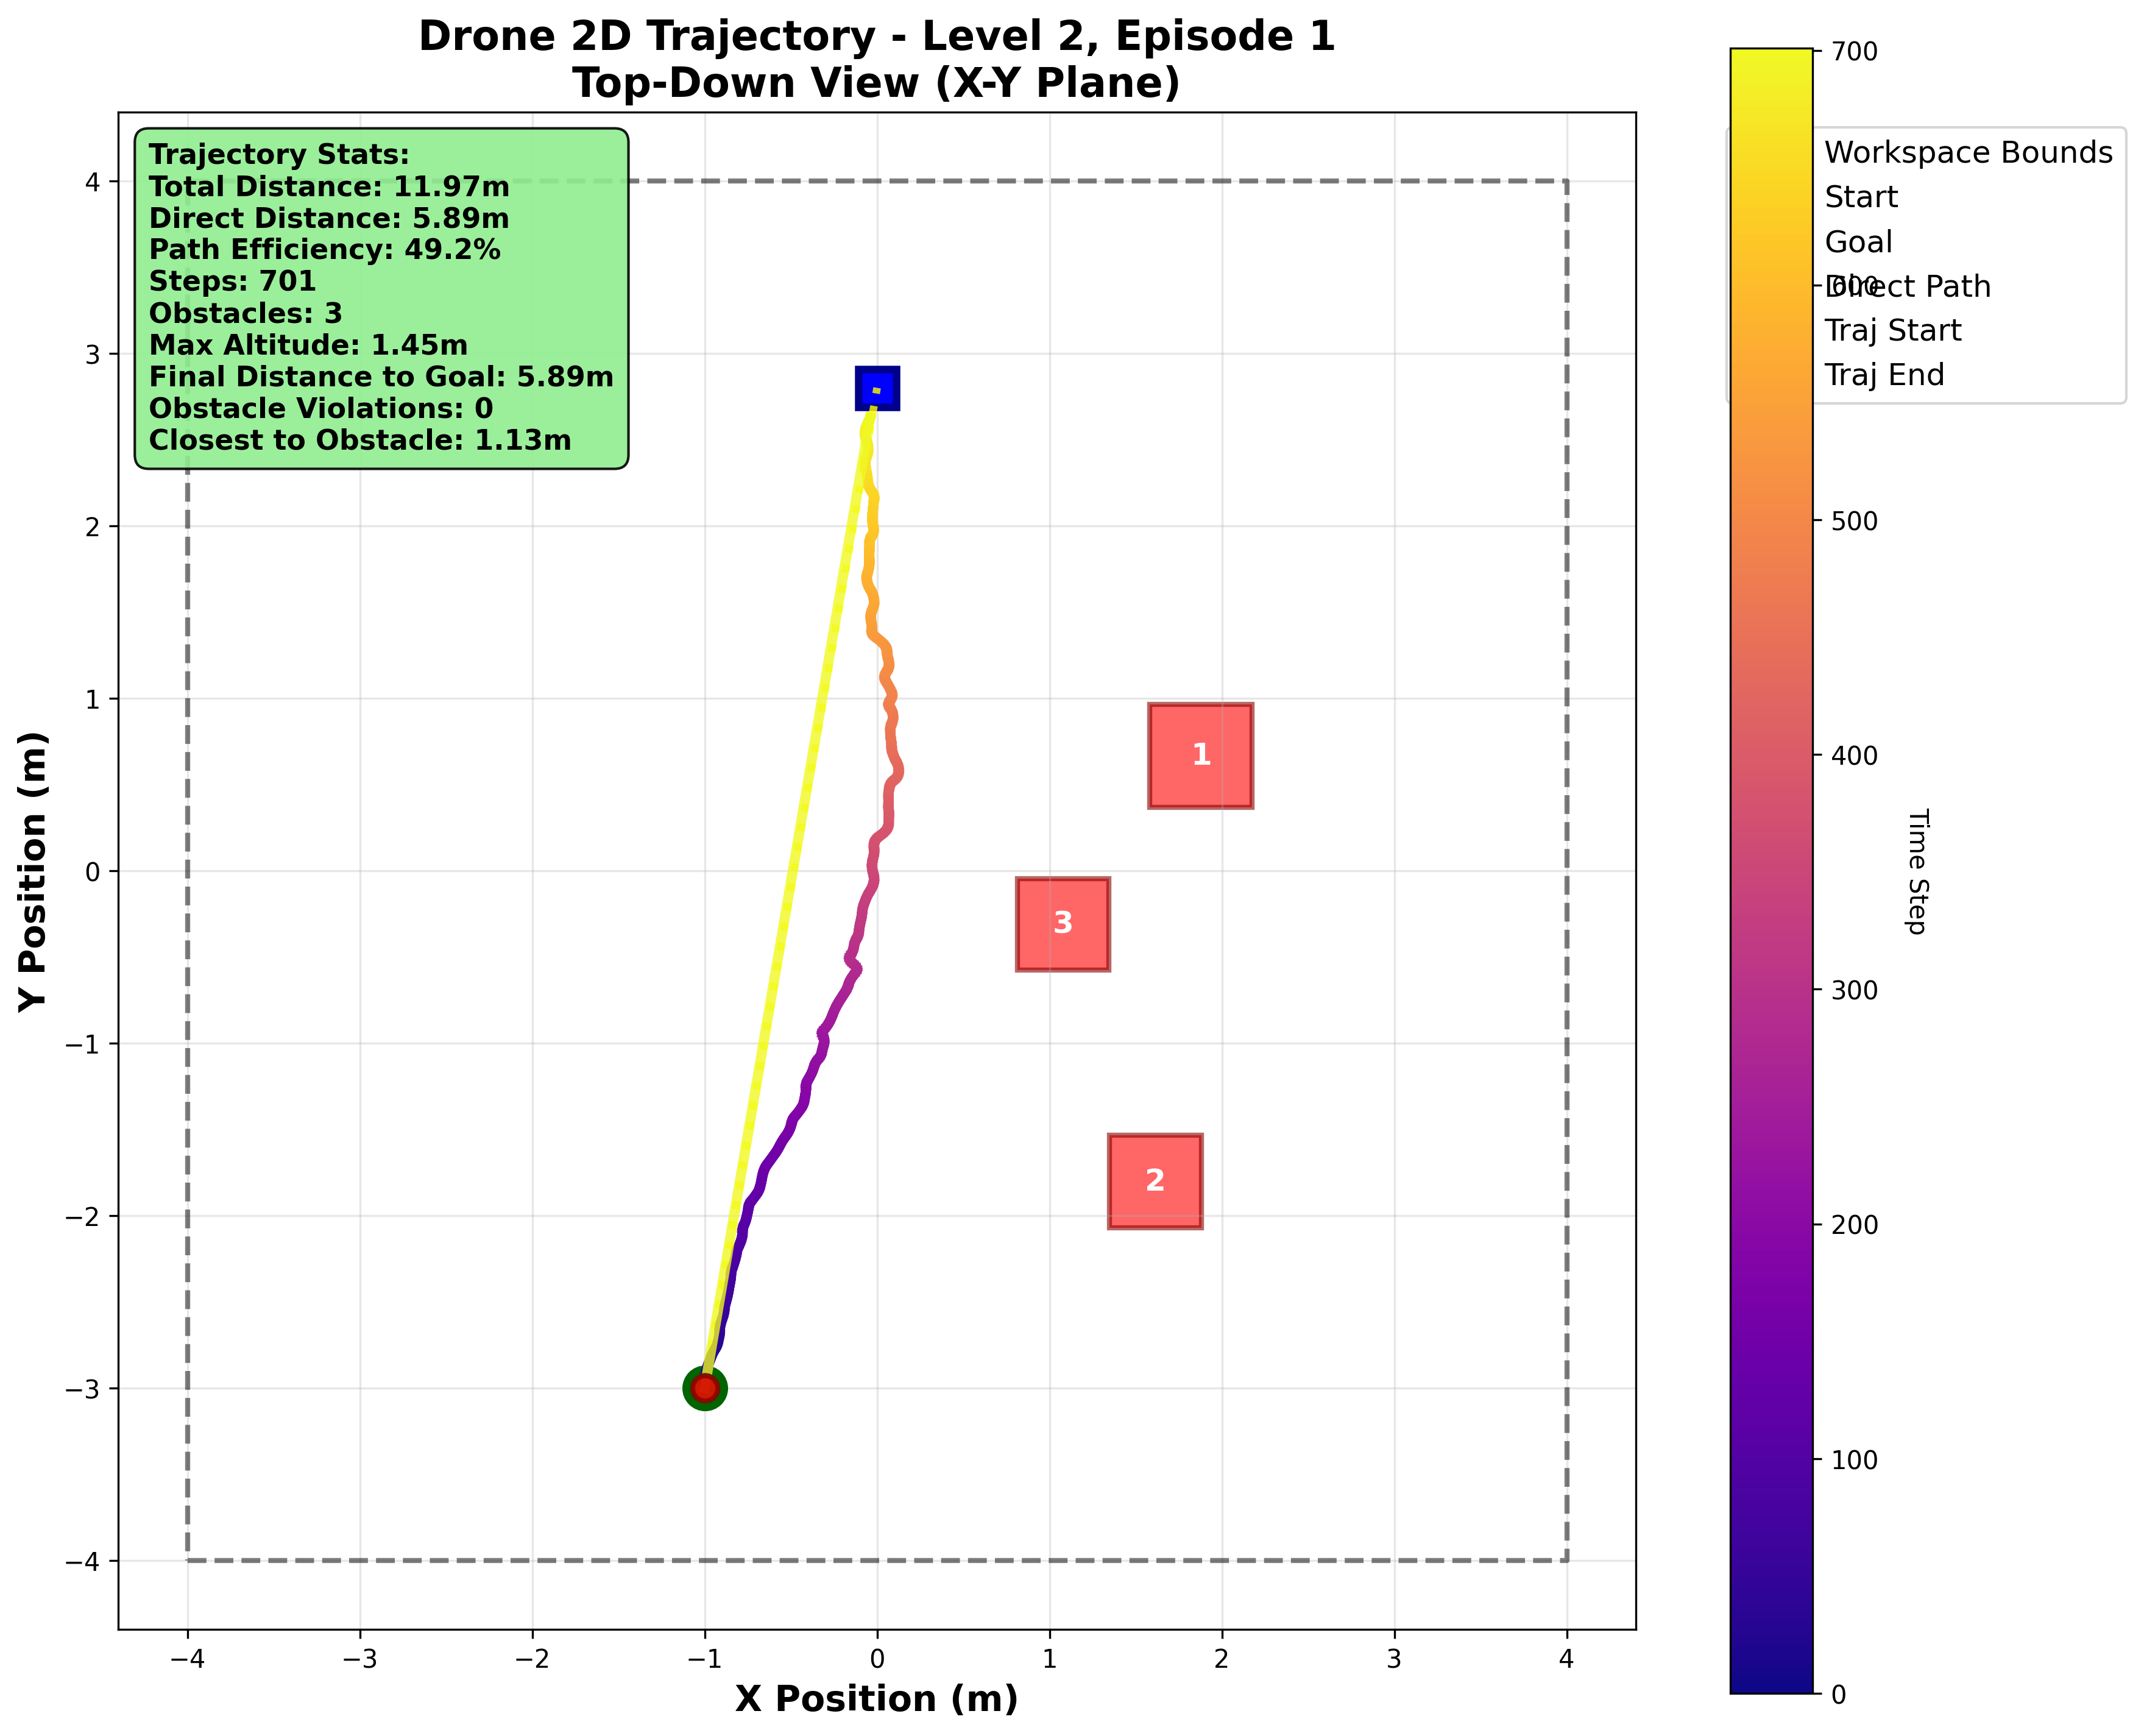 Drone 2D Trajectory - Level 2, Episode 1
Top-Down View (X-Y Plane)
Trajectory Stats:
Total Distance: 11.97m
Direct Distance: 5.89m
Path Efficiency: 49.2%
Steps: 701
Obstacles: 3
Max Altitude: 1.45m
Final Distance to Goal: 5.89m
Obstacle Violations: 0
Closest to Obstacle: 1.13m
Y Position (m)
4
3
2
1
0
−1
−2
−3
−4
1
3
2
−4
−3
−2
−1
0
1
2
3
4
X Position (m)
Workspace Bounds
Start
Goal
Direct Path
Traj Start
Traj End
700
600
500
400
300
200
100
0
Time Step